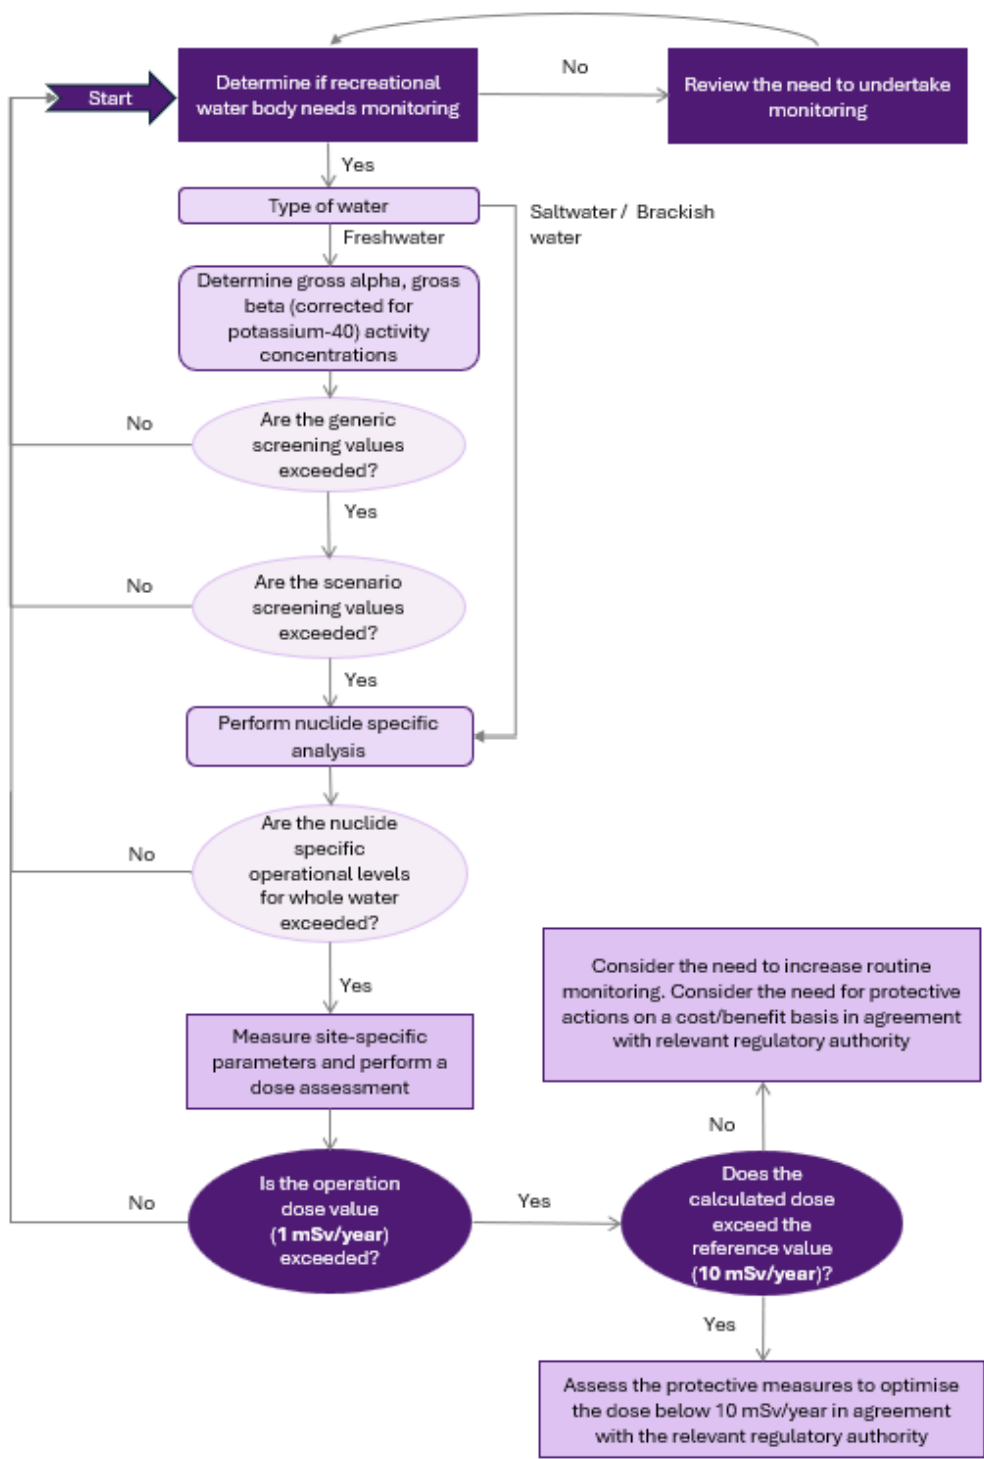 Start
Determine if recreational
water body needs monitoring
No
Review the need to undertake
monitoring
Yes
Type of water
Saltwater / Brackish
water
Freshwater
Determine gross alpha, gross
beta (corrected for
potassium-40) activity
concentrations
No
Are the generic
screening values
exceeded?
Yes
No
Are the scenario
screening values
exceeded?
Yes
Perform nuclide specific
analysis
No
Are the nuclide
specific
operational levels
for whole water
exceeded?
Yes
Measure site-specific
parameters and perform a
dose assessment
No
Is the operation
dose value
(1 mSv/year)
exceeded?
Yes
Does the
calculated dose
exceed the
reference value
(10 mSv/year)?
No
Consider the need to increase routine
monitoring. Consider the need for protective
actions on a cost/benefit basis in agreement
with relevant regulatory authority
Yes
Assess the protective measures to optimise
the dose below 10 mSv/year in agreement
with the relevant regulatory authority